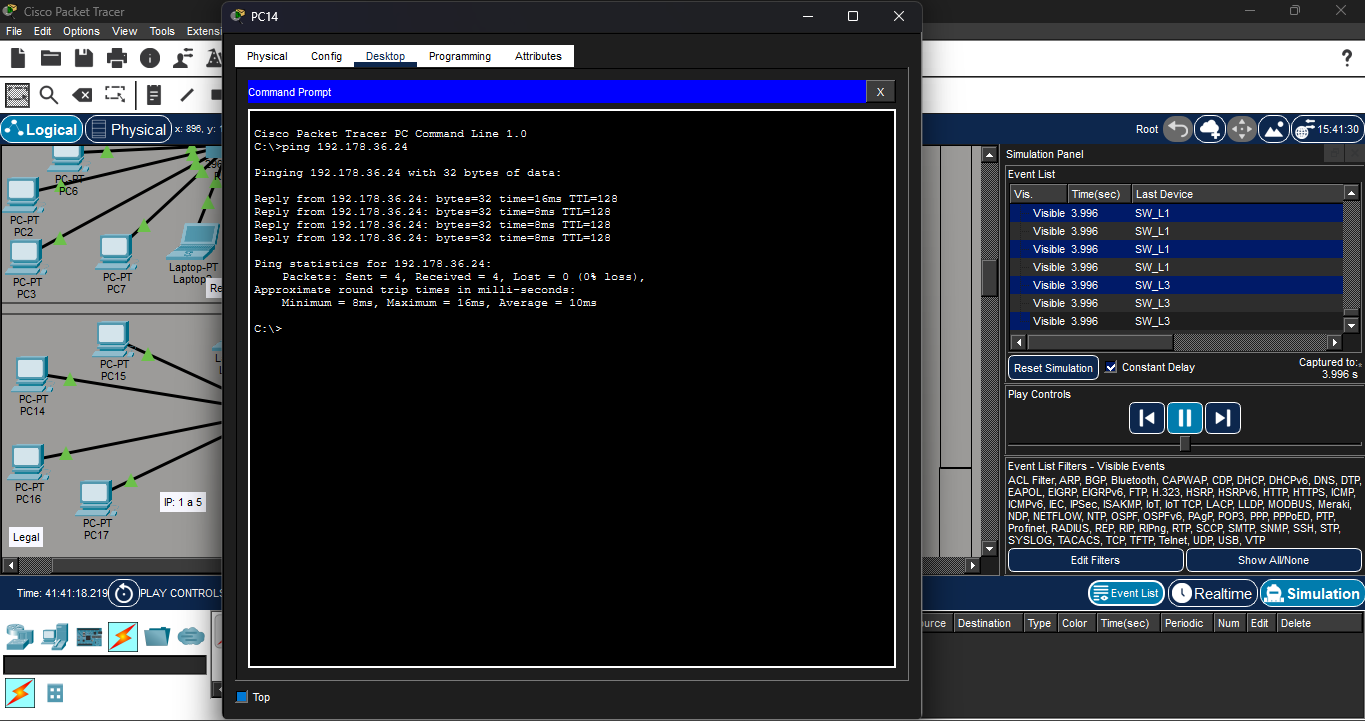 Cisco Packet Tracer
File Edit Options View Tools Extensi
Logical
Physical
x: 896, y: 1
Root
15:41:30
PC-PT
PC6
PC-PT
PC2
PC-PT
PC3
PC-PT
PC7
Laptop-PT
PC-PT
PC15
PC-PT
PC14
PC-PT
PC16
PC-PT
PC17
IP: 1 a 5
Legal
Time: 41:41:18.219
PLAY CONTROLS
PC14
Physical Config Desktop Programming Attributes
Command Prompt
X
Cisco Packet Tracer PC Command Line 1.0
C:\>ping 192.178.36.24
Pinging 192.178.36.24 with 32 bytes of data:
Reply from 192.178.36.24: bytes=32 time=16ms TTL=128
Reply from 192.178.36.24: bytes=32 time=8ms TTL=128
Reply from 192.178.36.24: bytes=32 time=8ms TTL=128
Reply from 192.178.36.24: bytes=32 time=8ms TTL=128
Ping statistics for 192.178.36.24:
Packets: Sent = 4, Received = 4, Lost = 0 (0% loss),
Approximate round trip times in milli-seconds:
Minimum = 8ms, Maximum = 16ms, Average = 10ms
C:\>
Top
Simulation Panel
Event List
Vis. Time(sec) Last Device
Visible 3.996 SW_L1
Visible 3.996 SW_L1
Visible 3.996 SW_L1
Visible 3.996 SW_L1
Visible 3.996 SW_L3
Visible 3.996 SW_L3
Visible 3.996 SW_L3
Reset Simulation
Constant Delay
Captured to:
3.996 s
Play Controls
Event List Filters - Visible Events
ACL Filter, ARP, BGP, Bluetooth, CAPWAP, CDP, DHCP, DHCPv6, DNS, DTP,
EAPOL, EIGRP, EIGRPv6, FTP, H.323, HSRP, HSRPv6, HTTP, HTTPS, ICMP,
ICMPv6, IEC, IPSec, ISAKMP, IoT, IoT TCP, LACP, LLDP, MODBUS, Meraki,
NDP, NETFLOW, NTP, OSPF, OSPFv6, PAgP, POP3, PPP, PPPoED, PTP,
Profinet, RADIUS, REP, RIP, RIPng, RTP, SCCP, SMTP, SNMP, SSH, STP,
SYSLOG, TACACS, TCP, TFTP, Telnet, UDP, USB, VTP
Edit Filters
Show All/None
Event List
Realtime
Simulation
ource Destination Type Color Time(sec) Periodic Num Edit Delete